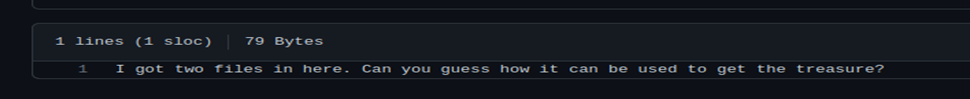 1 lines (1 sloc) | 79 Bytes
1 I got two files in here. Can you guess how it can be used to get the treasure?